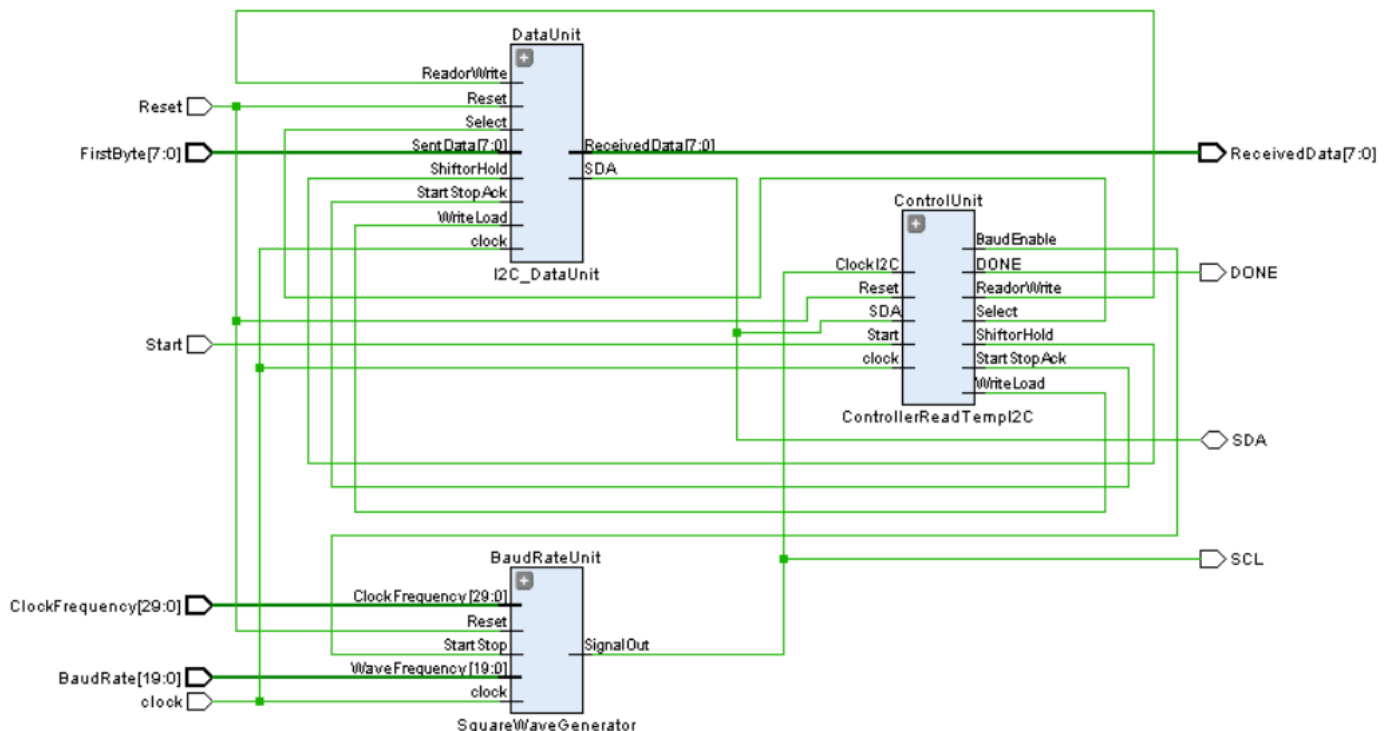 DataUnit
ReadorWrite
Reset
Reset
Select
FirstByte[7:0]
SentData[7:0]
ReceivedData[7:0]
ReceivedData[7:0]
ShiftorHold
SDA
StartStopAck
WriteLoad
clock
I2C_DataUnit
ControlUnit
BaudEnable
ClockI2C
DONE
DONE
Reset
ReadorWrite
SDA
Select
Start
Start
ShiftorHold
clock
StartStopAck
WriteLoad
ControllerReadTempI2C
SDA
BaudRateUnit
SCL
ClockFrequency[29:0]
ClockFrequency[29:0]
Reset
StartStop
SignalOut
BaudRate[19:0]
WaveFrequency[19:0]
clock
clock
SquareWaveGenerator